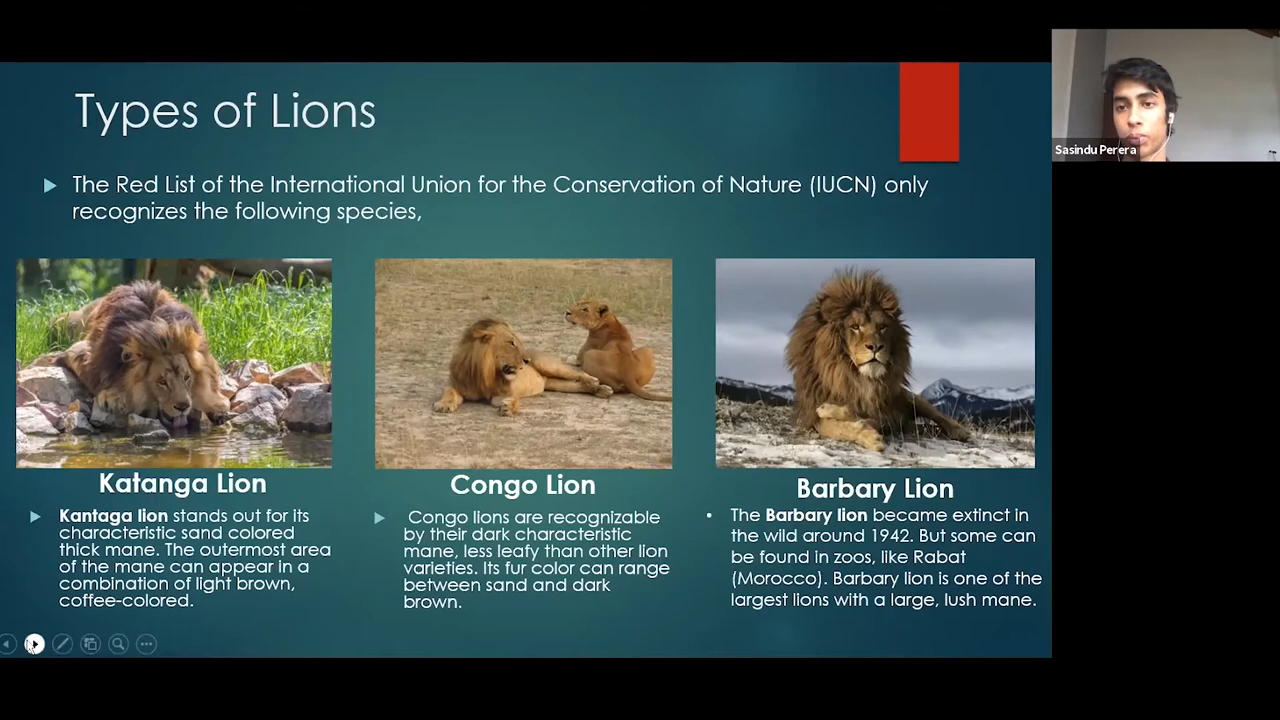 Types of Lions
The Red List of the International Union for the Conservation of Nature (IUCN) only
recognizes the following species,
Katanga Lion
Kantaga lion stands out for its
characteristic sand colored
thick mane. The outermost area
of the mane can appear in a
combination of light brown,
coffee-colored.
Congo Lion
Congo lions are recognizable
by their dark characteristic
mane, less leafy than other lion
varieties. Its fur color can range
between sand and dark
brown.
Barbary Lion
The Barbary lion became extinct in
the wild around 1942. But some can
be found in zoos, like Rabat
(Morocco). Barbary lion is one of the
largest lions with a large, lush mane.
Sasindu Perera